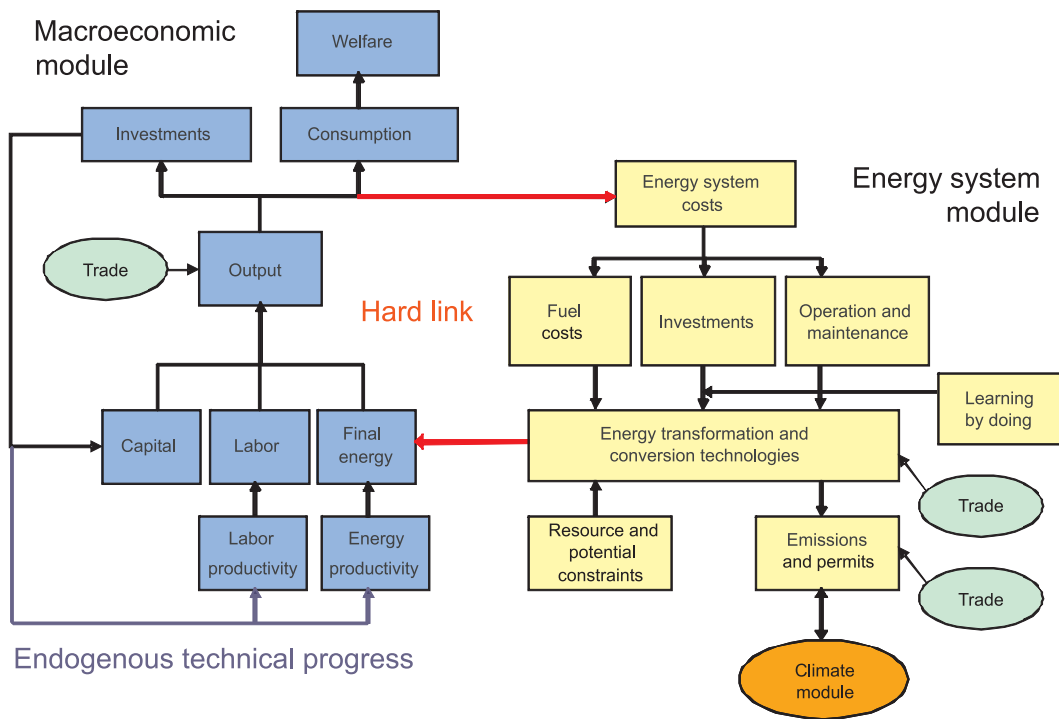 Macroeconomic
module
Welfare
Investments
Consumption
Energy system
costs
Energy system
module
Trade
Output
Hard link
Fuel
costs
Investments
Operation and
maintenance
Learning
by doing
Capital
Labor
Final
energy
Energy transformation and
conversion technologies
Trade
Labor
productivity
Energy
productivity
Resource and
potential
constraints
Emissions
and permits
Trade
Endogenous technical progress
Climate
module